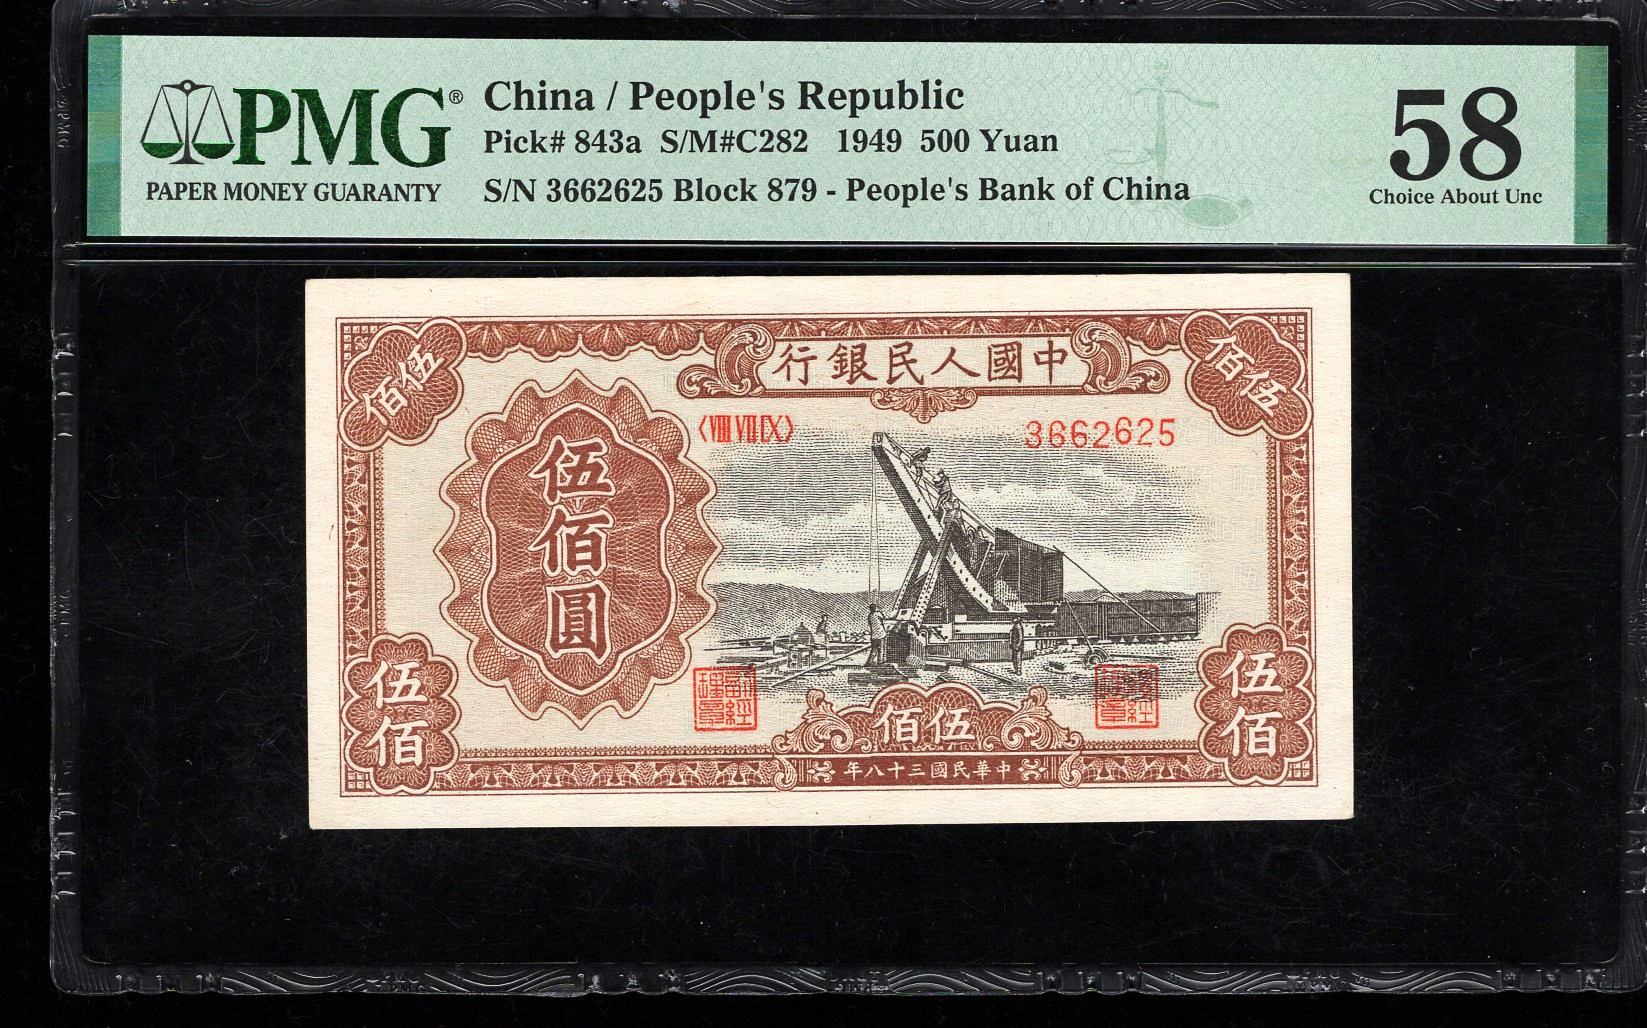 PMG®
PAPER MONEY GUARANTY
China / People's Republic
Pick# 843a S/M#C282 1949 500 Yuan
S/N 3662625 Block 879 - People's Bank of China
58
Choice About Unc
行銀民人國中
佰伍
佰伍
〈VIII VII IX〉
3662625
伍佰圓
伍佰
伍佰
佰伍
年八十三國民華中